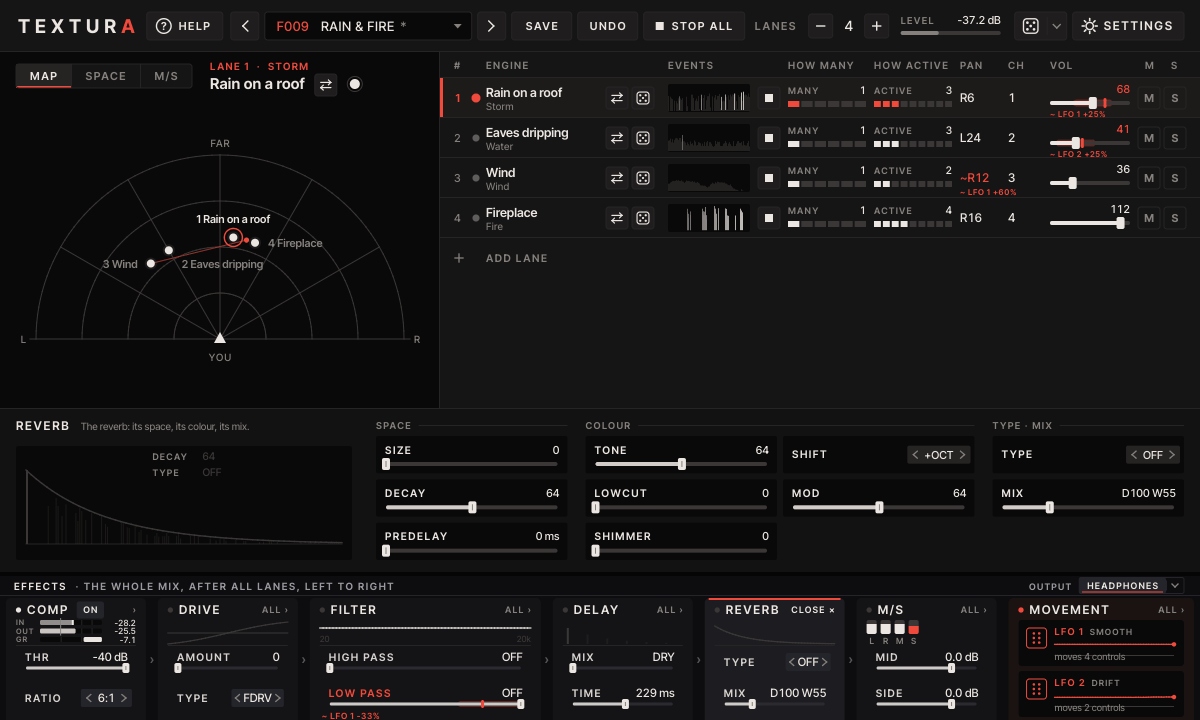 TEXTURA
HELP
F009 RAIN & FIRE *
SAVE
UNDO
STOP ALL
LANES
4
LEVEL -37.2 dB
SETTINGS
MAP
SPACE
M/S
LANE 1 · STORM
Rain on a roof
FAR
1 Rain on a roof
4 Fireplace
3 Wind
2 Eaves dripping
L
R
YOU
# ENGINE EVENTS HOW MANY HOW ACTIVE PAN CH VOL M S
1 Rain on a roof MANY 1 ACTIVE 3 R6 1 68 M S
Storm ~ LFO 1 +25%
2 Eaves dripping MANY 1 ACTIVE 3 L24 2 41 M S
Water ~ LFO 2 +25%
3 Wind MANY 1 ACTIVE 2 ~R12 3 36 M S
Wind ~ LFO 1 +60%
4 Fireplace MANY 1 ACTIVE 4 R16 4 112 M S
Fire
+ ADD LANE
REVERB The reverb: its space, its colour, its mix.
DECAY 64
TYPE OFF
SPACE
SIZE 0
DECAY 64
PREDELAY 0 ms
COLOUR
TONE 64
SHIFT < +OCT >
LOWCUT 0
MOD 64
SHIMMER 0
TYPE · MIX
TYPE < OFF >
MIX D100 W55
EFFECTS · THE WHOLE MIX, AFTER ALL LANES, LEFT TO RIGHT
OUTPUT HEADPHONES
COMP ON ›
IN -28.2
OUT -25.5
GR -7.1
THR -40 dB
RATIO < 6:1 >
DRIVE ALL ›
AMOUNT 0
TYPE < FDRV >
FILTER ALL ›
20 20k
HIGH PASS OFF
LOW PASS OFF
~ LFO 1 -33%
DELAY ALL ›
MIX DRY
TIME 229 ms
REVERB CLOSE ×
TYPE < OFF >
MIX D100 W55
M/S ALL ›
L R M S
MID 0.0 dB
SIDE 0.0 dB
MOVEMENT ALL ›
LFO 1 SMOOTH
moves 4 controls
LFO 2 DRIFT
moves 2 controls